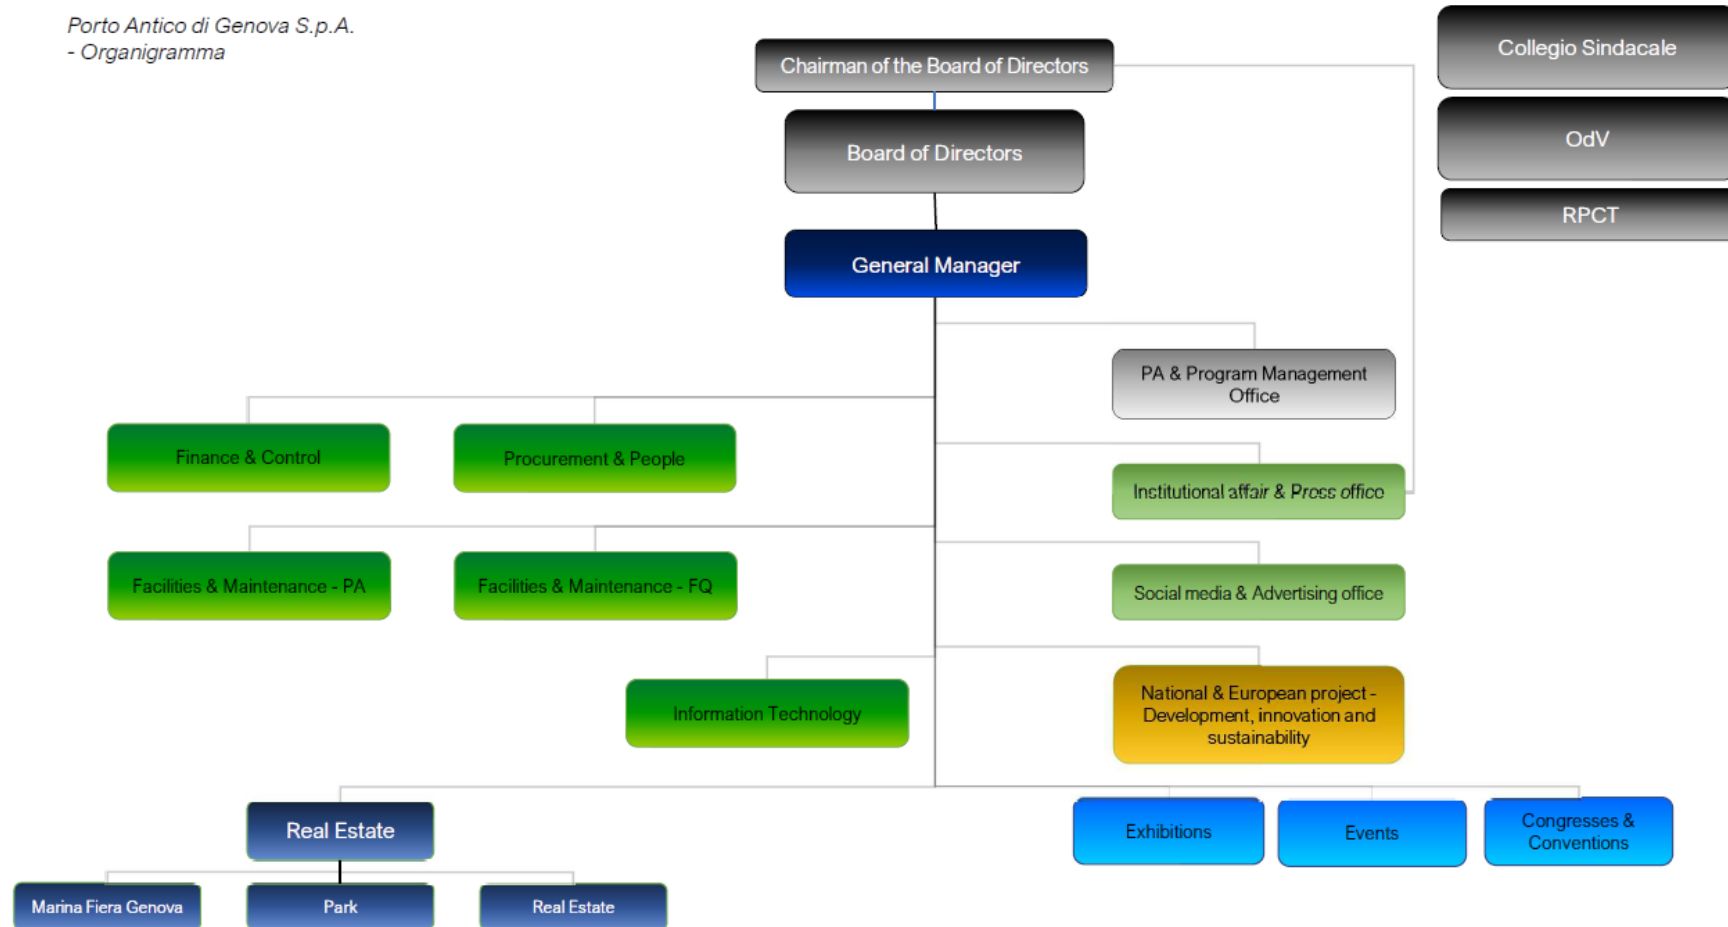 Porto Antico di Genova S.p.A.
- Organigramma
Chairman of the Board of Directors
Collegio Sindacale
OdV
Board of Directors
RPCT
General Manager
PA & Program Management
Office
Finance & Control
Procurement & People
Institutional affair & Press office
Facilities & Maintenance - PA
Facilities & Maintenance - FQ
Social media & Advertising office
Information Technology
National & European project -
Development, innovation and
sustainability
Real Estate
Exhibitions
Events
Congresses &
Conventions
Marina Fiera Genova
Park
Real Estate